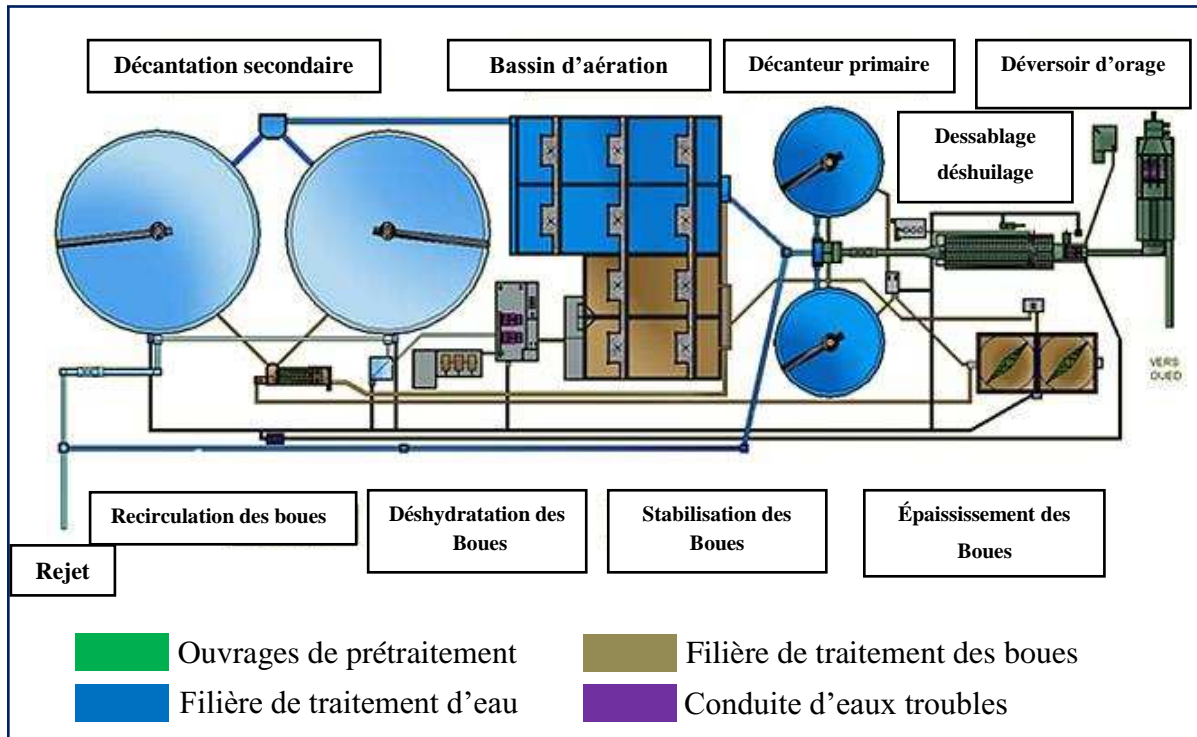 Décantation secondaire
Bassin d'aération
Décanteur primaire
Déversoir d'orage
Dessablage
déshuilage
VERS
OUED
Recirculation des boues
Déshydratation des
Boues
Stabilisation des
Boues
Épaississement des
Boues
Rejet
Ouvrages de prétraitement
Filière de traitement des boues
Filière de traitement d'eau
Conduite d'eaux troubles